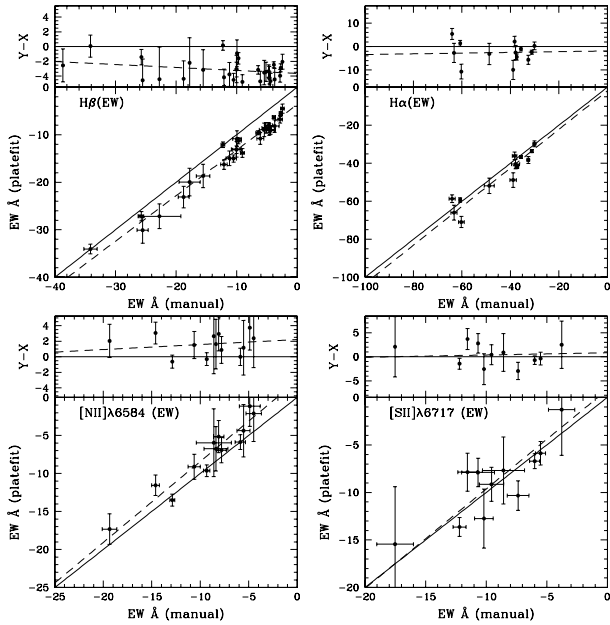 4
2
0
−2
−4
Y-X
Hβ(EW)
−10
−20
−30
−40
EW Å (platefit)
−40 −30 −20 −10 0
EW Å (manual)
10
0
−10
Y-X
Hα(EW)
0
−20
−40
−60
−80
−100
EW Å (platefit)
−100 −80 −60 −40 −20 0
EW Å (manual)
4
2
0
−2
−4
Y-X
[NII]λ6584 (EW)
−5
−10
−15
−20
−25
EW Å (platefit)
−25 −20 −15 −10 −5 0
EW Å (manual)
5
0
−5
Y-X
[SII]λ6717 (EW)
0
−5
−10
−15
−20
EW Å (platefit)
−20 −15 −10 −5 0
EW Å (manual)